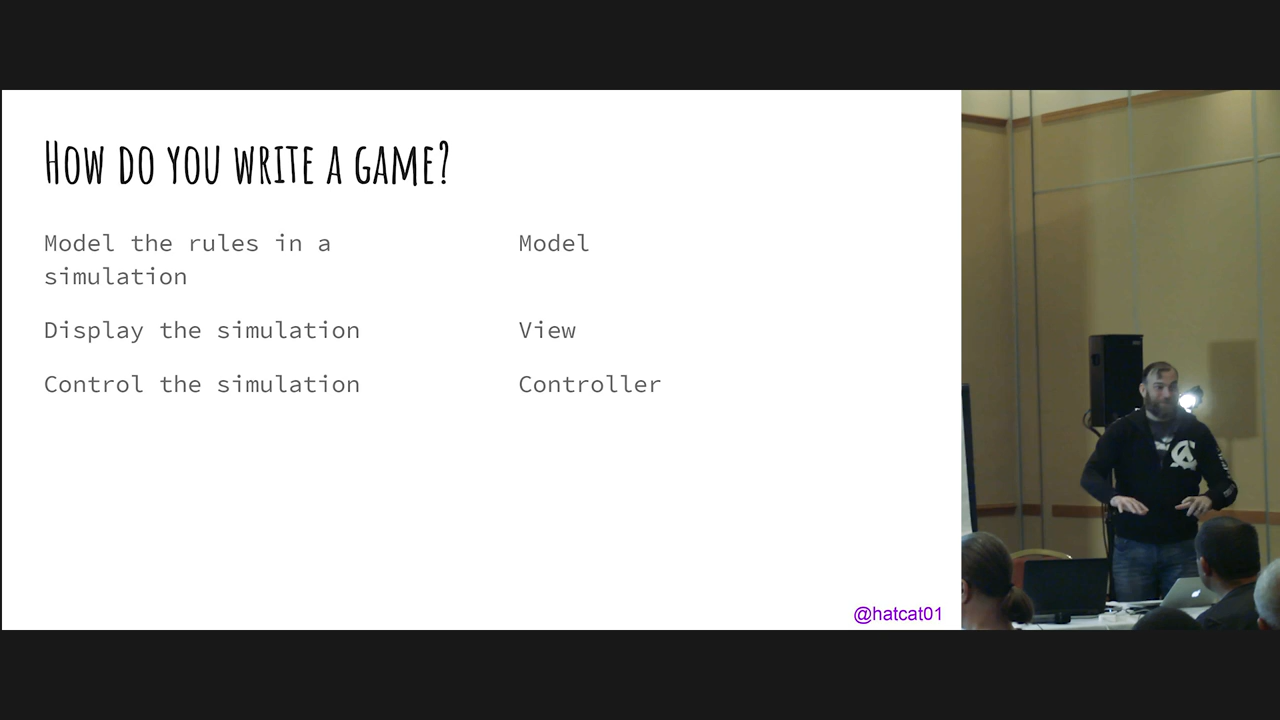 How do you write a game?
Model the rules in a
simulation
Model
Display the simulation
View
Control the simulation
Controller
@hatcat01